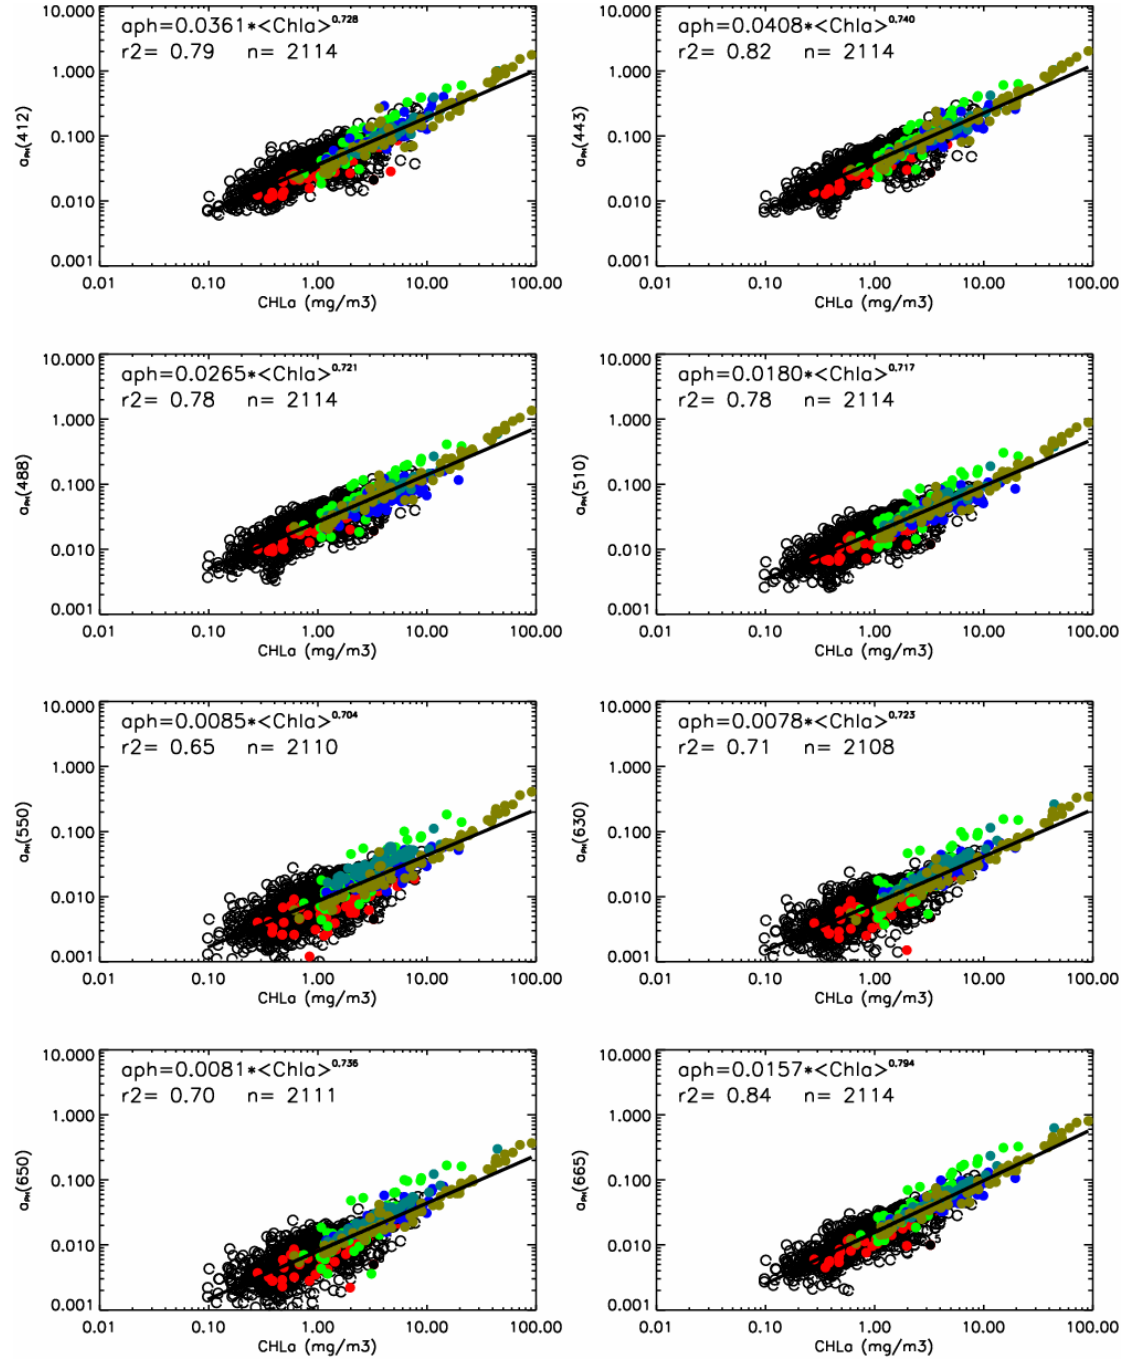 aph=0.0361*<Chla>0.728
r2= 0.79 n= 2114
1.000
0.100
0.010
0.001
aPH(412)
0.01 0.10 1.00 10.00 100.00
CHLa (mg/m3)
aph=0.0408*<Chla>0.740
r2= 0.82 n= 2114
10.000
1.000
0.100
0.010
0.001
aPH(443)
0.01 0.10 1.00 10.00 100.00
CHLa (mg/m3)
aph=0.0265*<Chla>0.721
r2= 0.78 n= 2114
10.000
1.000
0.100
0.010
0.001
aPH(488)
0.01 0.10 1.00 10.00 100.00
CHLa (mg/m3)
aph=0.0180*<Chla>0.717
r2= 0.78 n= 2114
10.000
1.000
0.100
0.010
0.001
aPH(510)
0.01 0.10 1.00 10.00 100.00
CHLa (mg/m3)
aph=0.0085*<Chla>0.704
r2= 0.65 n= 2110
10.000
1.000
0.100
0.010
0.001
aPH(550)
0.01 0.10 1.00 10.00 100.00
CHLa (mg/m3)
aph=0.0078*<Chla>0.723
r2= 0.71 n= 2108
10.000
1.000
0.100
0.010
0.001
aPH(630)
0.01 0.10 1.00 10.00 100.00
CHLa (mg/m3)
aph=0.0081*<Chla>0.736
r2= 0.70 n= 2111
10.000
1.000
0.100
0.010
0.001
aPH(650)
0.01 0.10 1.00 10.00 100.00
CHLa (mg/m3)
aph=0.0157*<Chla>0.794
r2= 0.84 n= 2114
10.000
1.000
0.100
0.010
0.001
aPH(665)
0.01 0.10 1.00 10.00 100.00
CHLa (mg/m3)